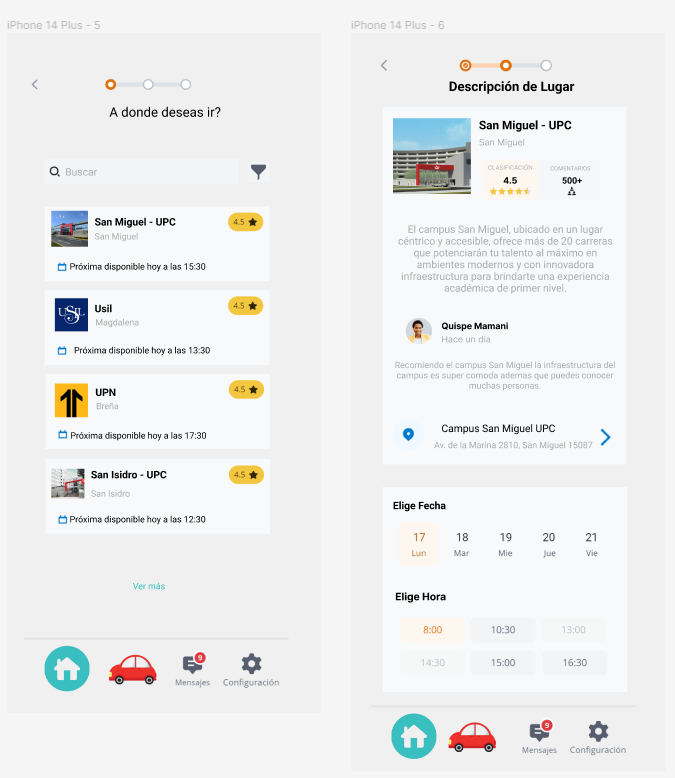 iPhone 14 Plus - 5
A donde deseas ir?
Buscar
San Miguel - UPC
San Miguel
4.5
Próxima disponible hoy a las 15:30
USIL
Usil
Magdalena
4.5
Próxima disponible hoy a las 13:30
UPN
Breña
4.5
Próxima disponible hoy a las 17:30
San Isidro - UPC
San Isidro
4.5
Próxima disponible hoy a las 12:30
Ver más
9
Mensajes
Configuración
iPhone 14 Plus - 6
Descripción de Lugar
San Miguel - UPC
San Miguel
CLASIFICACIÓN
4.5
COMENTARIOS
500+
El campus San Miguel, ubicado en un lugar
céntrico y accesible, ofrece más de 20 carreras
que potenciarán tu talento al máximo en
ambientes modernos y con innovadora
infraestructura para brindarte una experiencia
académica de primer nivel.
Quispe Mamani
Hace un dia
Recomiendo el campus San Miguel la infraestructura del
campus es super comoda ademas que puedes conocer
muchas personas.
Campus San Miguel UPC
Av. de la Marina 2810, San Miguel 15087
Elige Fecha
17 18 19 20 21
Lun Mar Mie Jue Vie
Elige Hora
8:00 10:30 13:00
14:30 15:00 16:30
9
Mensajes
Configuración